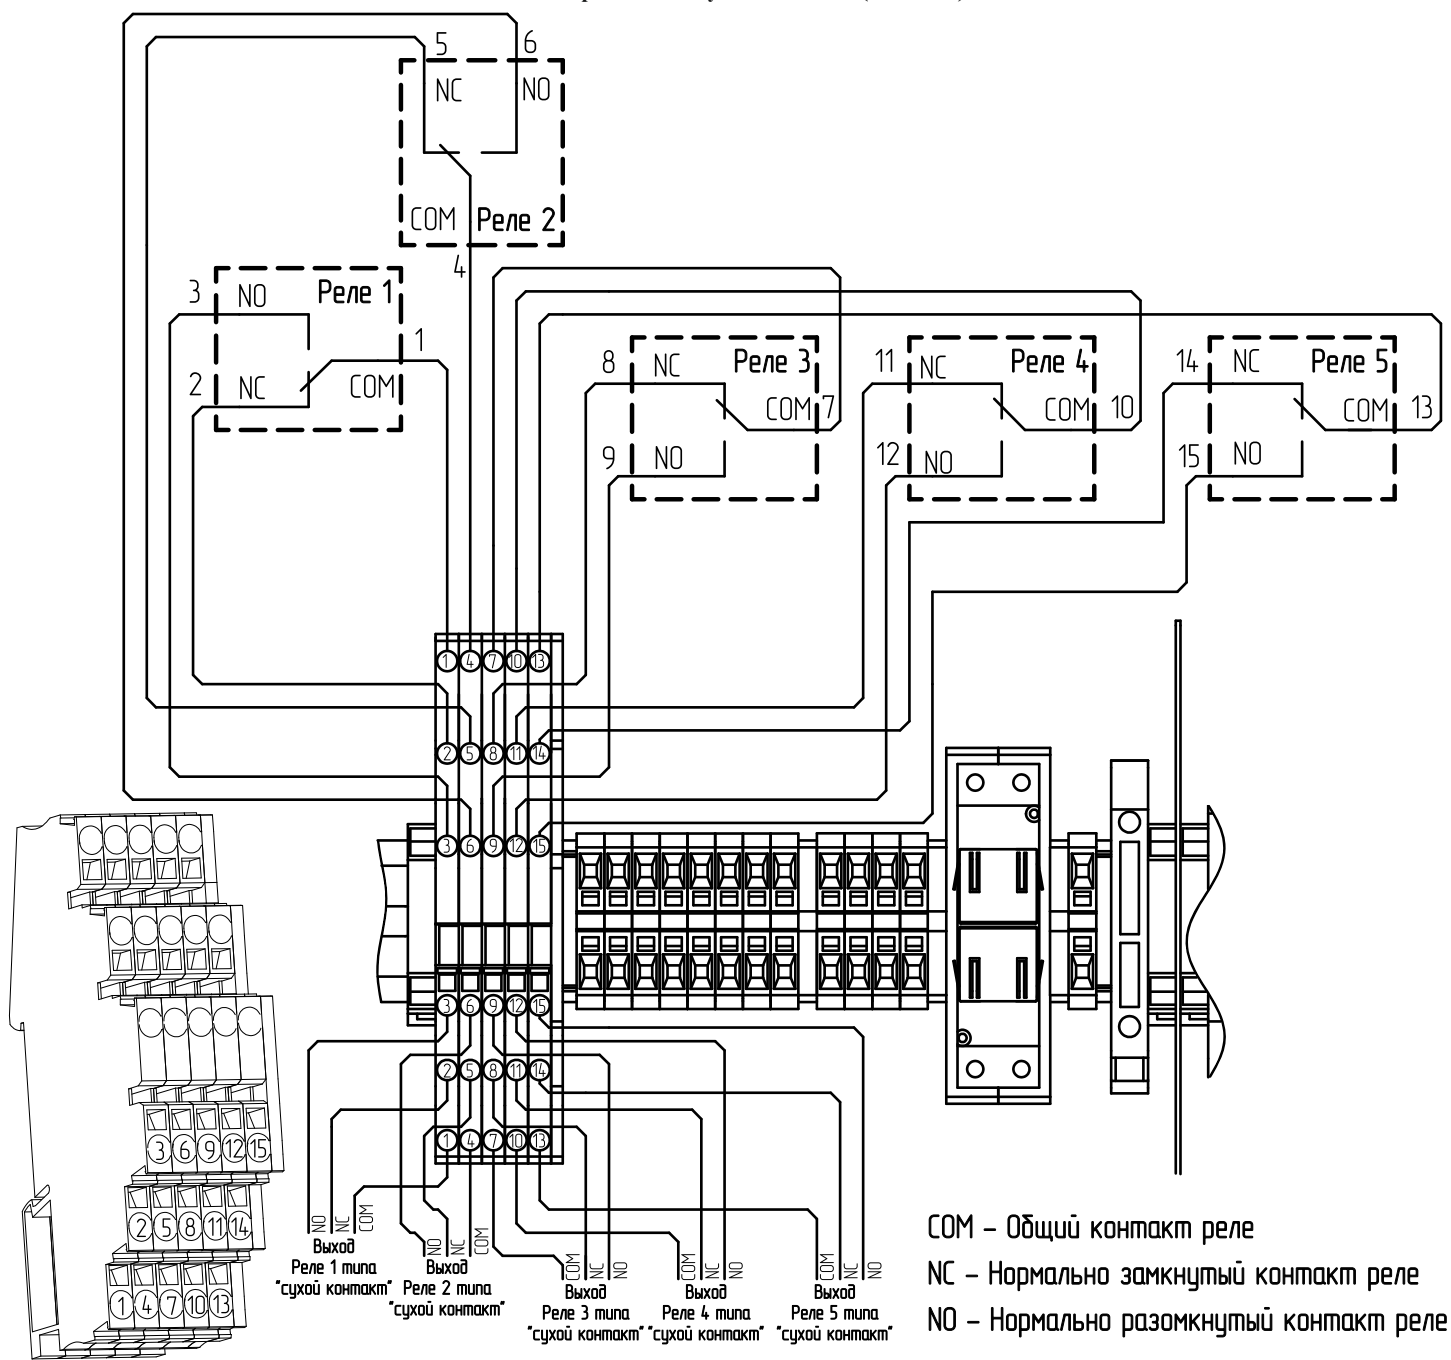 5 6
NC NO
COM Реле 2
4
3 NO Реле 1
1
2 NC COM
8 NC Реле 3
COM 7
9 NO
11 NC Реле 4
COM 10
12 NO
14 NC Реле 5
COM 13
15 NO
1 4 7 10 13
2 5 8 11 14
3 6 9 12 15
3 6 9 12 15
2 5 8 11 14
1 4 7 10 13
3 6 9 12 15
2 5 8 11 14
1 4 7 10 13
NO NC COM
Выход
Реле 1 типа
"сухой контакт"
NO NC COM
Выход
Реле 2 типа
"сухой контакт"
COM NC NO
Выход
Реле 3 типа
"сухой контакт"
COM NC NO
Выход
Реле 4 типа
"сухой контакт"
COM NC NO
Выход
Реле 5 типа
"сухой контакт"
COM – Общий контакт реле
NC – Нормально замкнутый контакт реле
NO – Нормально разомкнутый контакт реле